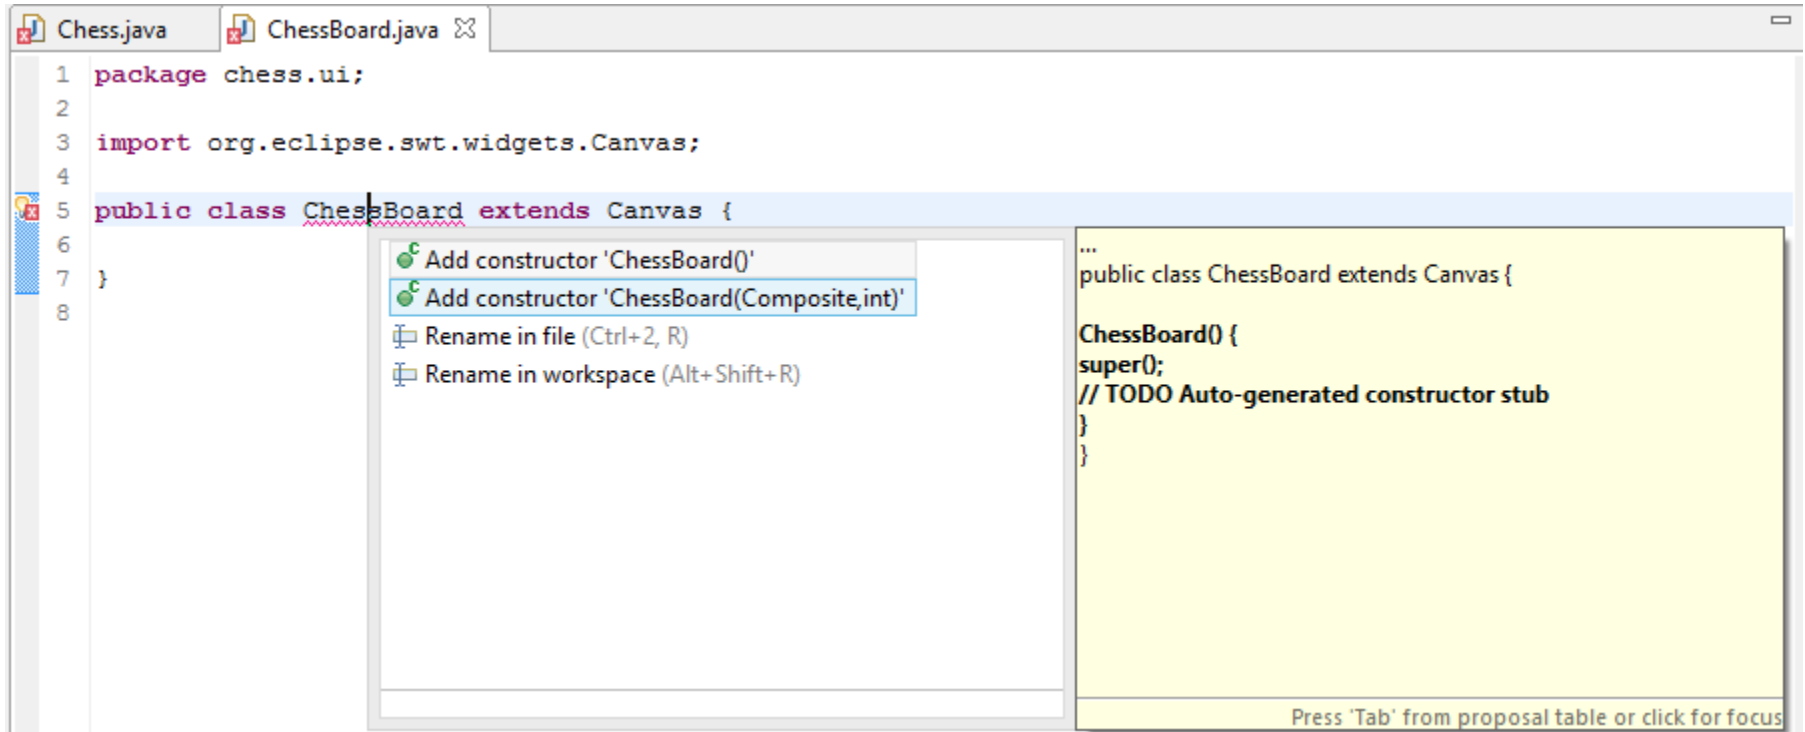 Chess.java ChessBoard.java
1 package chess.ui;
2
3 import org.eclipse.swt.widgets.Canvas;
4
5 public class ChessBoard extends Canvas {
6
7 }
8
Add constructor 'ChessBoard()'
Add constructor 'ChessBoard(Composite,int)'
Rename in file (Ctrl+2, R)
Rename in workspace (Alt+Shift+R)
...
public class ChessBoard extends Canvas {
ChessBoard() {
super();
// TODO Auto-generated constructor stub
}
}
Press 'Tab' from proposal table or click for focus